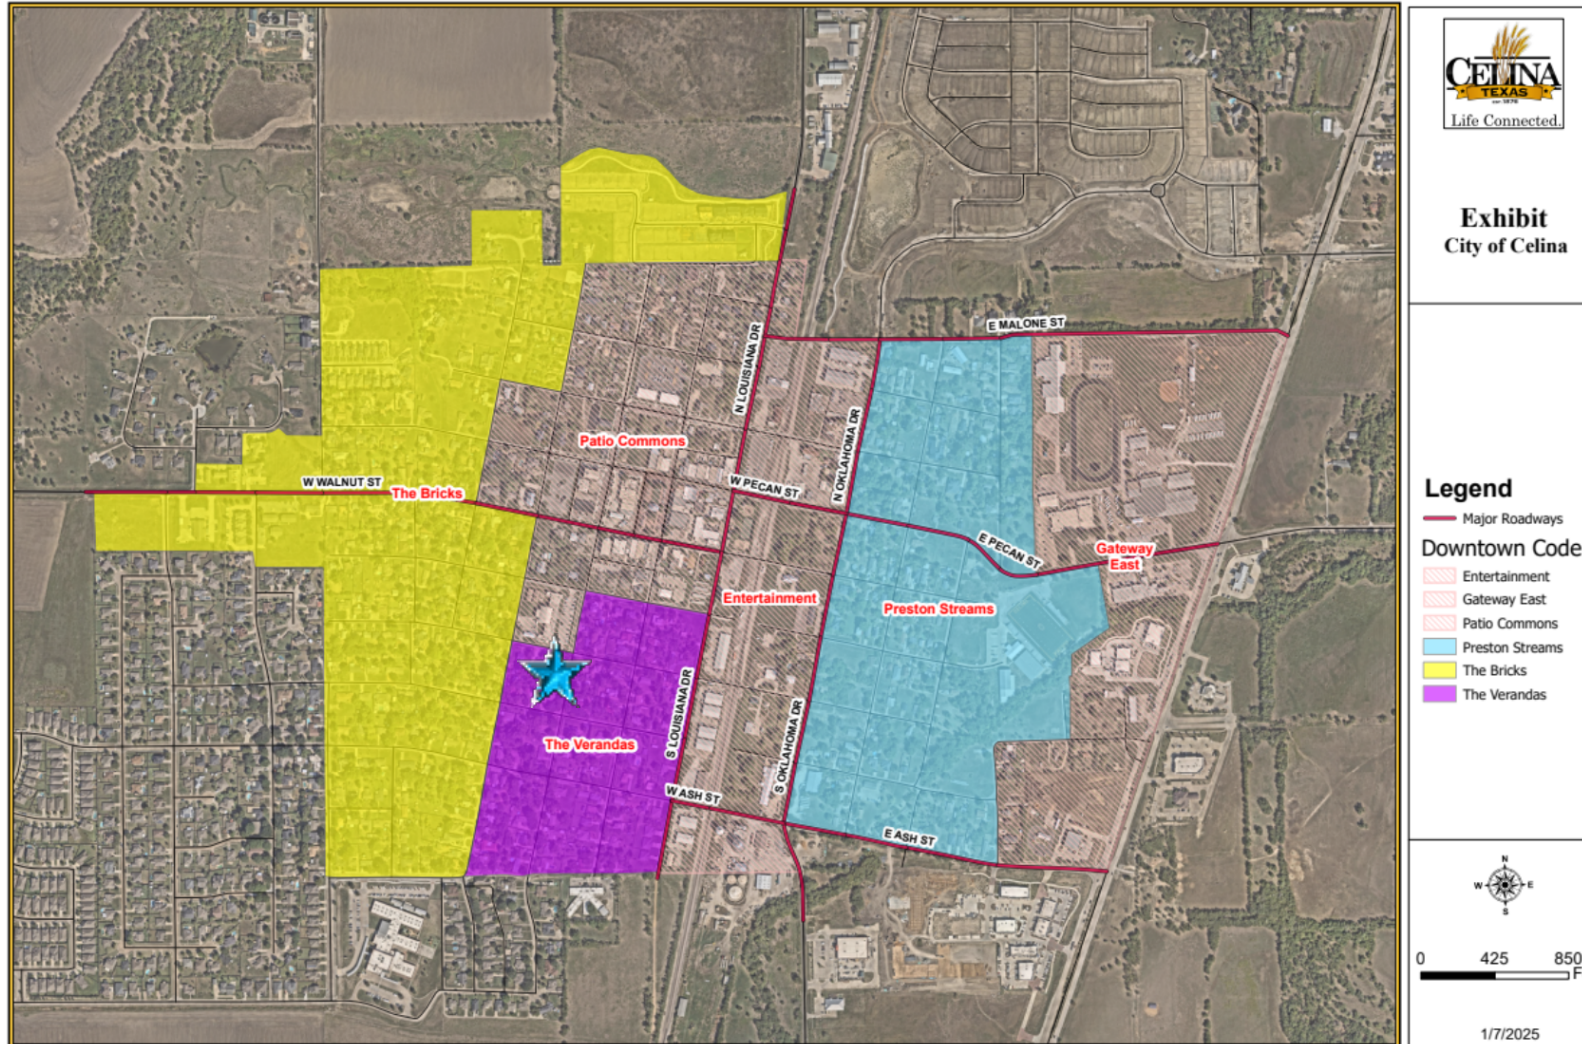 CELINA
TEXAS
EST. 1876
Life Connected.
Exhibit
City of Celina
E MALONE ST
N LOUISIANA DR
N OKLAHOMA DR
Patio Commons
W WALNUT ST
The Bricks
W PECAN ST
E PECAN ST
Gateway
East
Entertainment
Preston Streams
S LOUISIANA DR
S OKLAHOMA DR
The Verandas
W ASH ST
E ASH ST
Legend
Major Roadways
Downtown Code
Entertainment
Gateway East
Patio Commons
Preston Streams
The Bricks
The Verandas
N
W E
S
0 425 850
F
1/7/2025